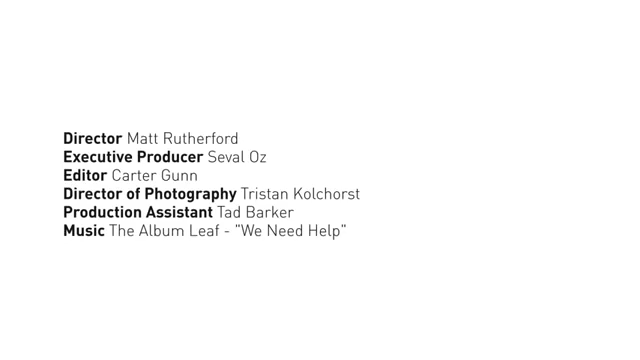 Director Matt Rutherford
Executive Producer Seval Oz
Editor Carter Gunn
Director of Photography Tristan Kolchorst
Production Assistant Tad Barker
Music The Album Leaf - "We Need Help"